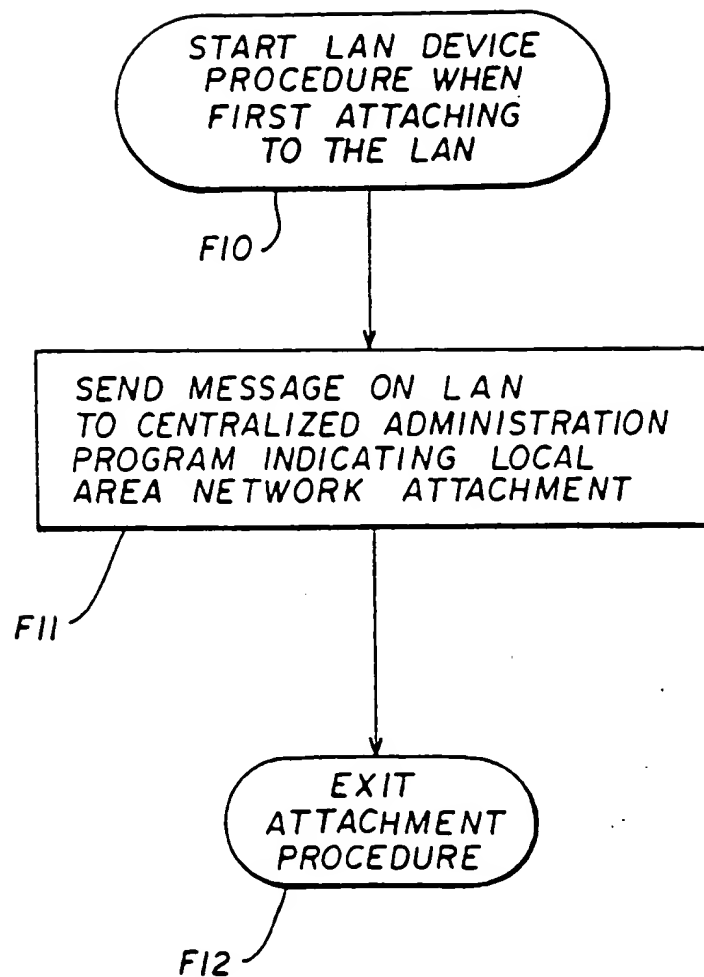 START LAN DEVICE
PROCEDURE WHEN
FIRST ATTACHING
TO THE LAN
F10
SEND MESSAGE ON LAN
TO CENTRALIZED ADMINISTRATION
PROGRAM INDICATING LOCAL
AREA NETWORK ATTACHMENT
F11
EXIT
ATTACHMENT
PROCEDURE
F12